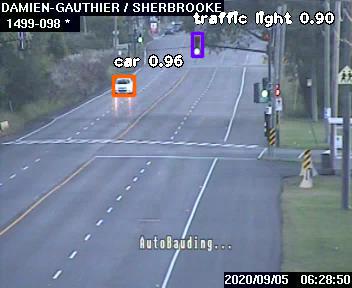 DAMIEN-GAUTHIER / SHERBROOKE
traffic light 0.90
1499-098 *
car 0.96
AutoBauding...
2020/09/05 06:28:50